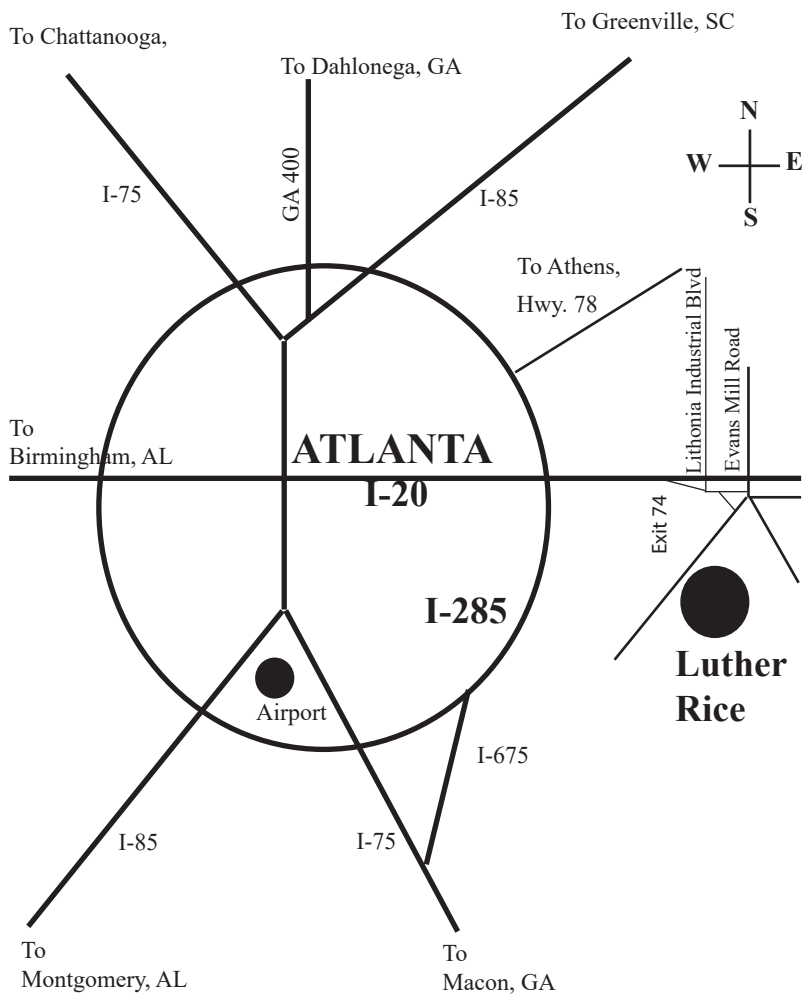 To Greenville, SC
To Chattanooga,
To Dahlonega, GA
N
W
E
S
I-75
GA 400
I-85
To Athens,
Hwy. 78
Lithonia Industrial Blvd
Evans Mill Road
To
Birmingham, AL
ATLANTA
I-20
Exit 74
I-285
Luther
Rice
Airport
I-675
I-85
I-75
To
Montgomery, AL
To
Macon, GA